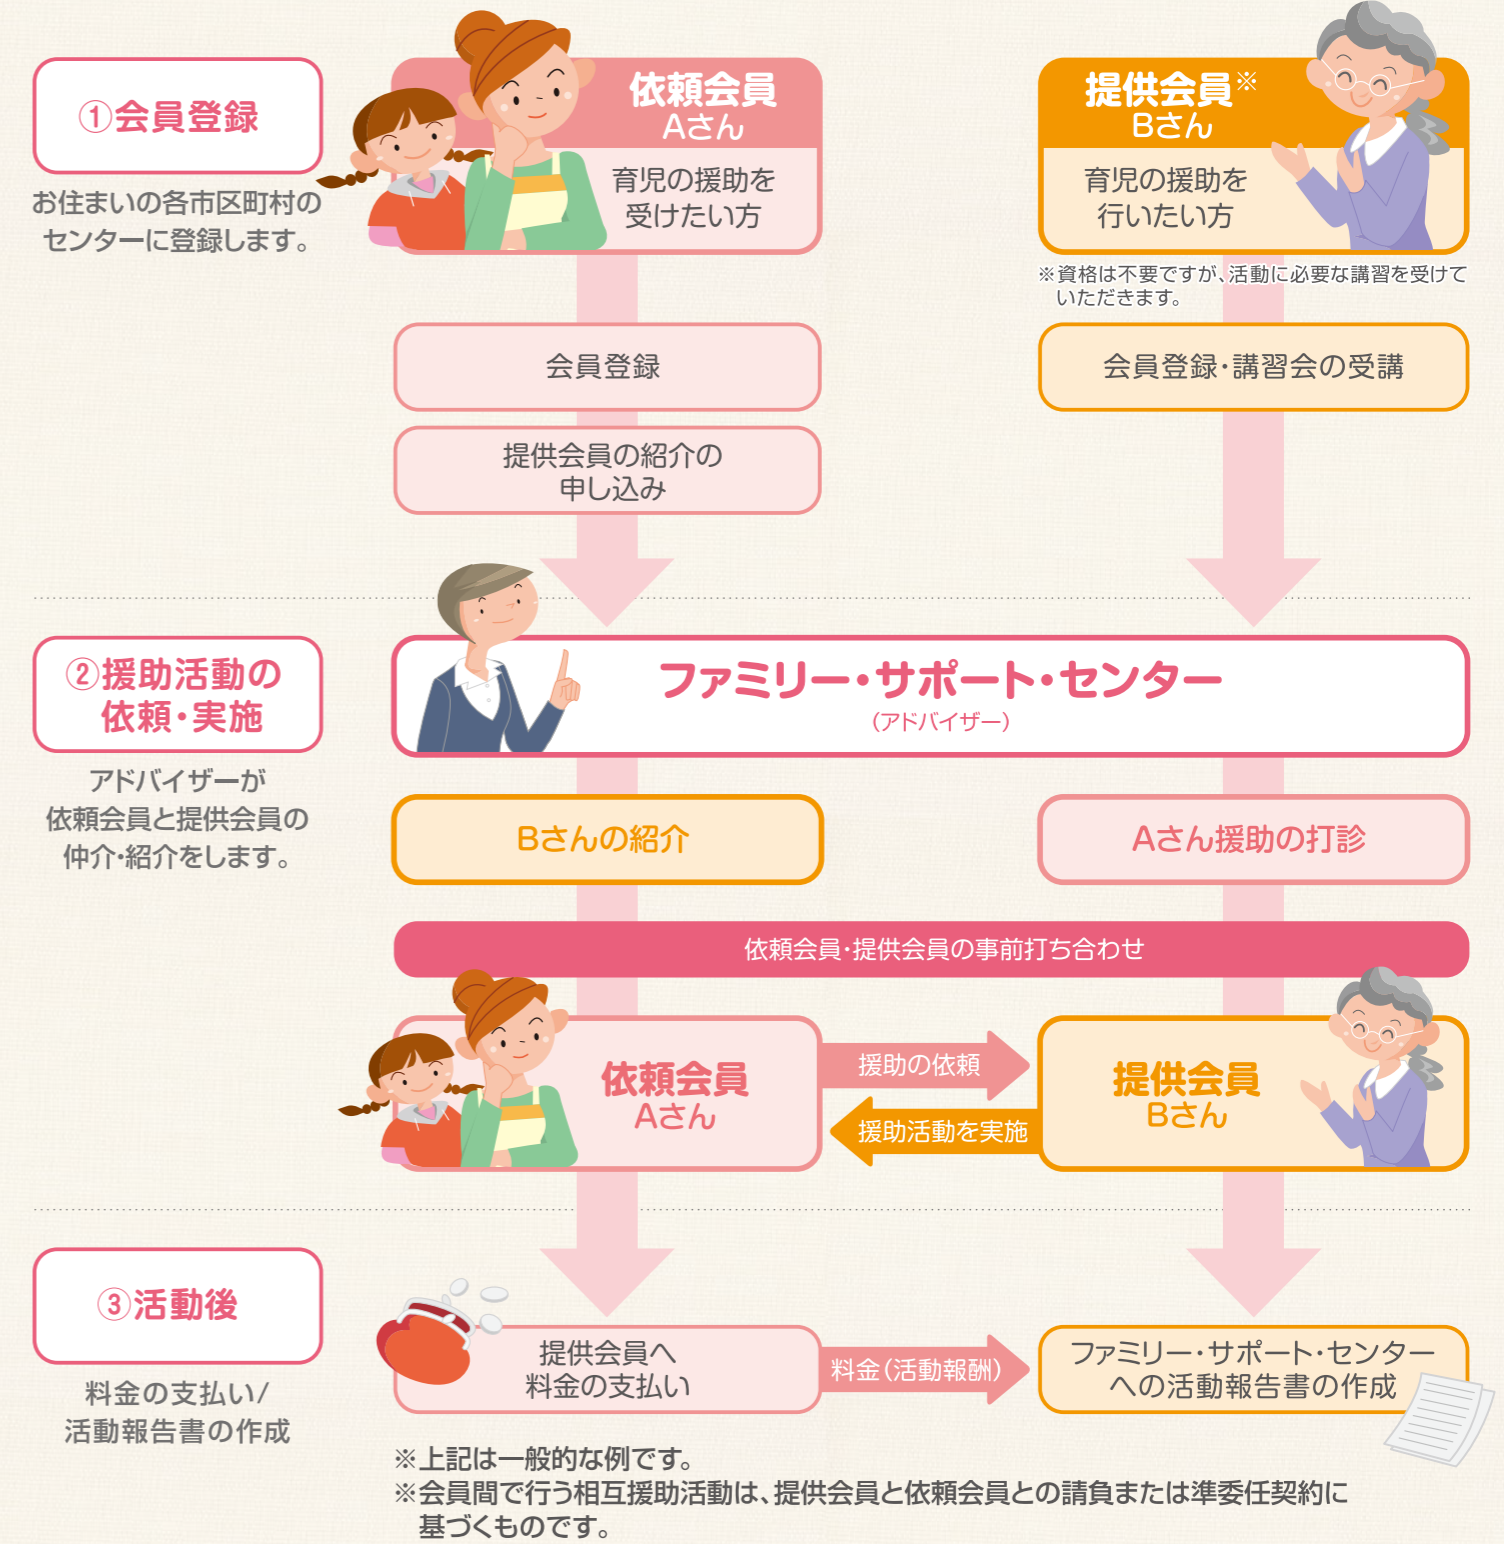 ①会員登録
お住まいの各市区町村の
センターに登録します。
依頼会員
Aさん
育児の援助を
受けたい方
提供会員※
Bさん
育児の援助を
行いたい方
※資格は不要ですが、活動に必要な講習を受けて
いただきます。
会員登録
会員登録・講習会の受講
提供会員の紹介の
申し込み
②援助活動の
依頼・実施
アドバイザーが
依頼会員と提供会員の
仲介・紹介をします。
ファミリー・サポート・センター
（アドバイザー）
Bさんの紹介
Aさん援助の打診
依頼会員・提供会員の事前打ち合わせ
依頼会員
Aさん
援助の依頼
援助活動を実施
提供会員
Bさん
③活動後
料金の支払い/
活動報告書の作成
提供会員へ
料金の支払い
料金（活動報酬）
ファミリー・サポート・センター
への活動報告書の作成
※上記は一般的な例です。
※会員間で行う相互援助活動は、提供会員と依頼会員との請負または準委任契約に
基づくものです。